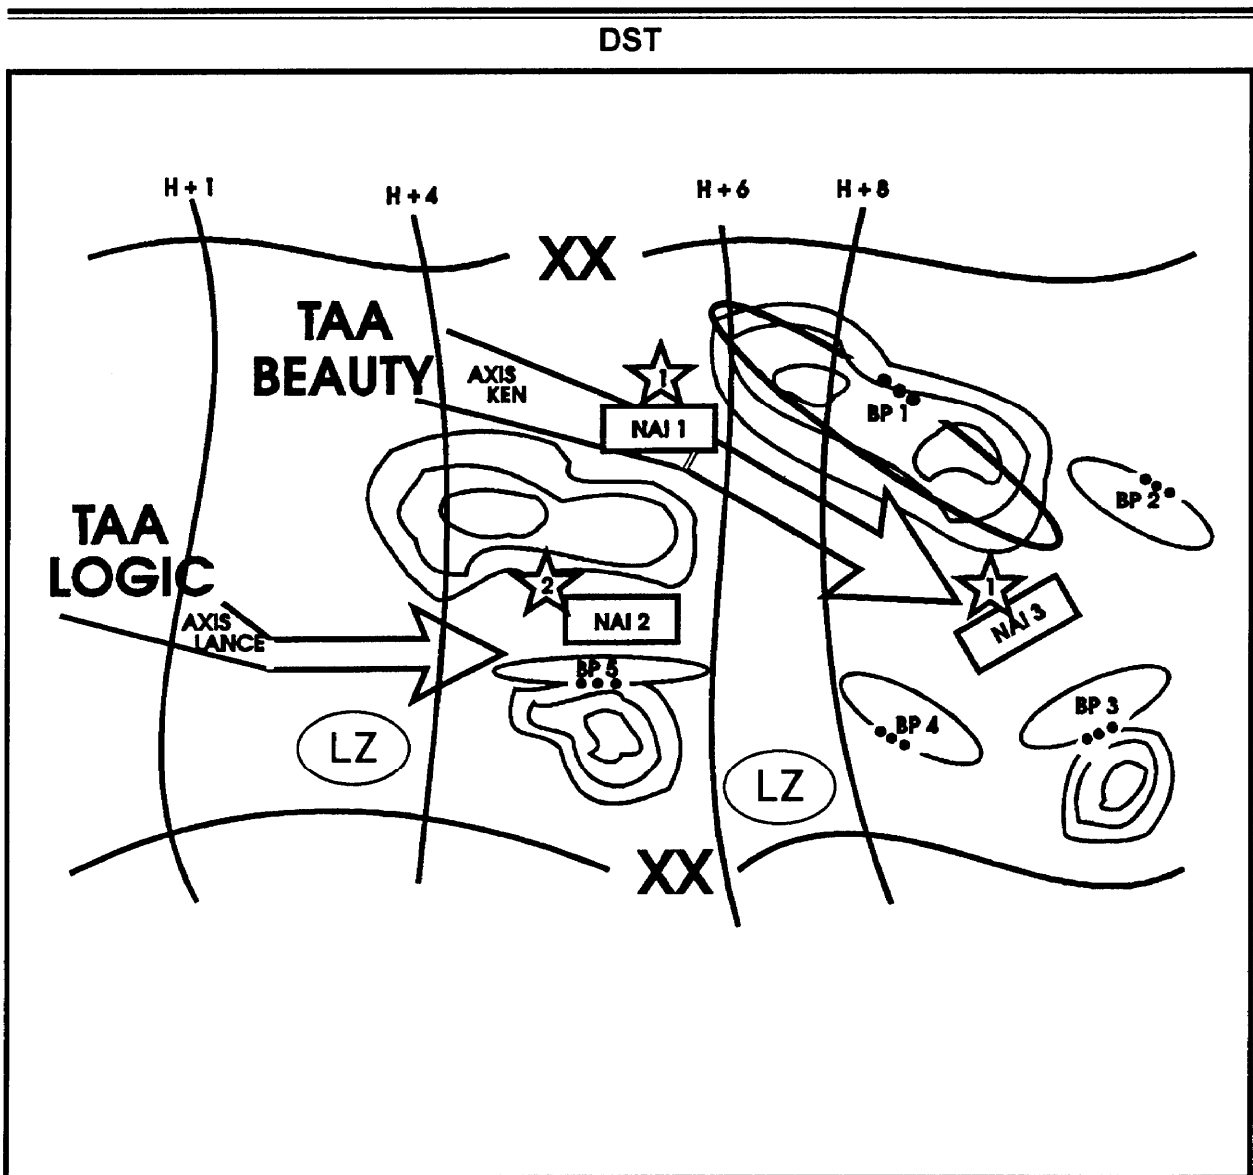 DST
H + 1
H + 4
H + 6
H + 8
XX
TAA
BEAUTY
AXIS
KEN
1
NAI 1
BP 1
BP 2
TAA
LOGIC
AXIS
LANCE
2
NAI 2
1
NAI 3
BP 5
BP 4
BP 3
LZ
LZ
XX